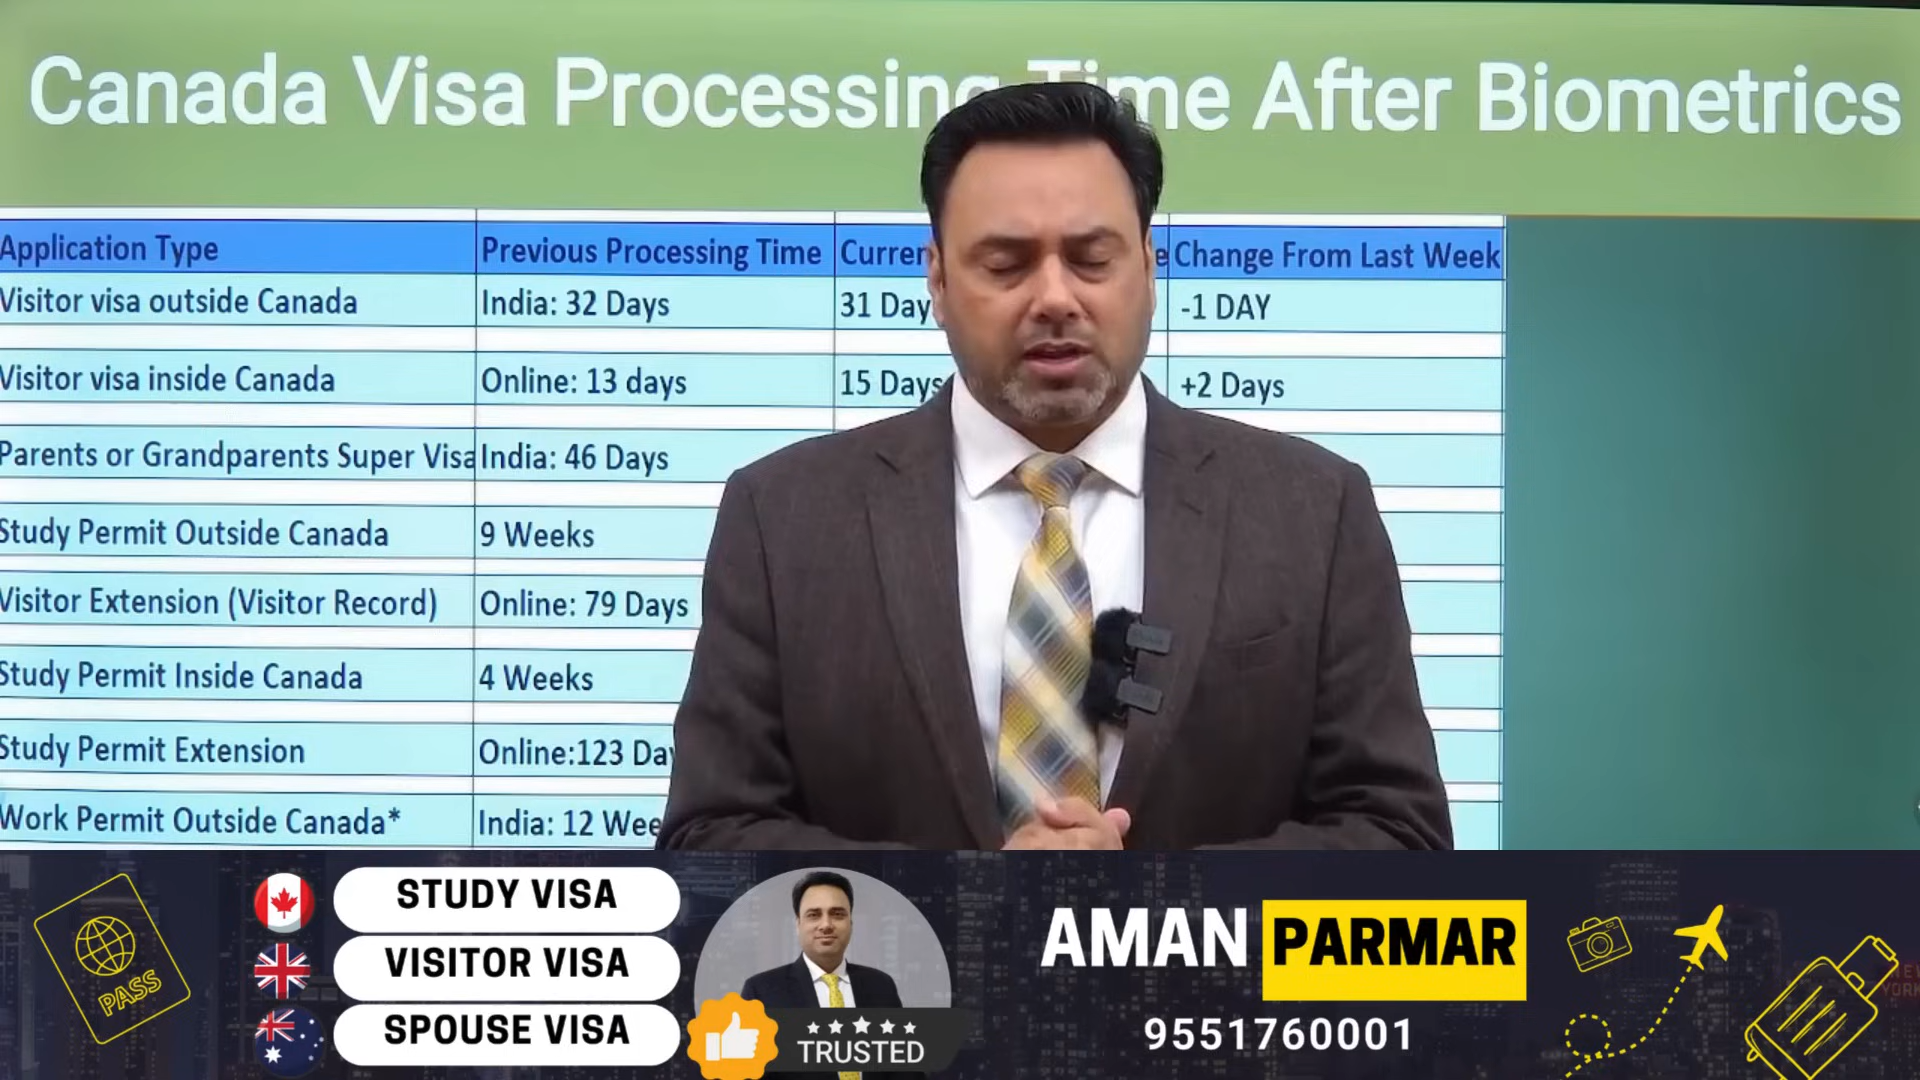 Canada Visa Processing Time After Biometrics
Application Type Previous Processing Time Change From Last Week
Visitor visa outside Canada India: 32 Days 31 Day -1 DAY
Visitor visa inside Canada Online: 13 days 15 Days +2 Days
Parents or Grandparents Super Visa India: 46 Days
Study Permit Outside Canada 9 Weeks
Visitor Extension (Visitor Record) Online: 79 Days
Study Permit Inside Canada 4 Weeks
Study Permit Extension Online:123 Da
Work Permit Outside Canada* India: 12 Wee
PASS
STUDY VISA
VISITOR VISA
SPOUSE VISA
TRUSTED
AMAN PARMAR
9551760001